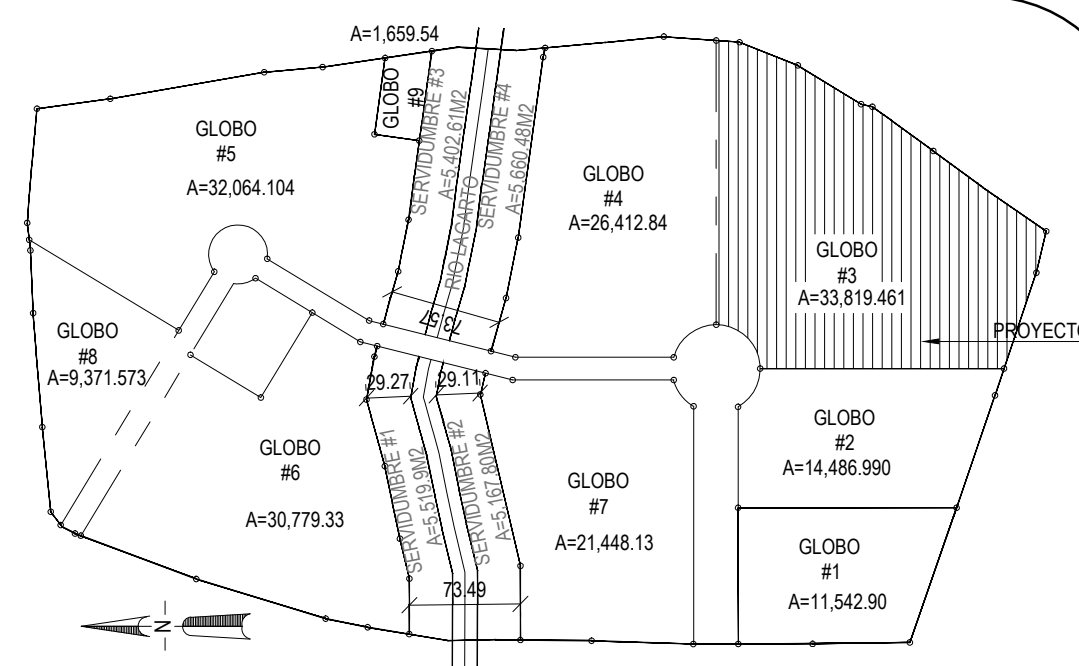 A=1,659.54
GLOBO
#9
GLOBO
#5
A=32,064.104
SERVIDUMBRE #3
A=5.402.61M2
RIO LAGARTO
SERVIDUMBRE #4
A=5.660.48M2
GLOBO
#4
A=26,412.84
GLOBO
#3
A=33,819.461
PROYECTO
73.57
GLOBO
#8
A=9,371.573
29.27
29.11
GLOBO
#6
A=30,779.33
SERVIDUMBRE #1
A=5.519.9M2
SERVIDUMBRE #2
A=5.167.80M2
GLOBO
#7
A=21,448.13
GLOBO
#2
A=14,486.990
GLOBO
#1
A=11,542.90
73.49
N